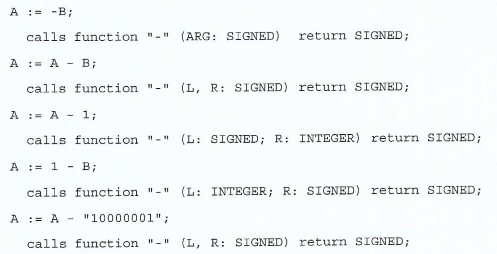 A := -B;
calls function "-" (ARG: SIGNED) return SIGNED;
A := A - B;
calls function "-" (L, R: SIGNED) return SIGNED;
A := A - 1;
calls function "-" (L: SIGNED; R: INTEGER) return SIGNED;
A := 1 - B;
calls function "-" (L: INTEGER; R: SIGNED) return SIGNED;
A := A - "10000001";
calls function "-" (L, R: SIGNED) return SIGNED;